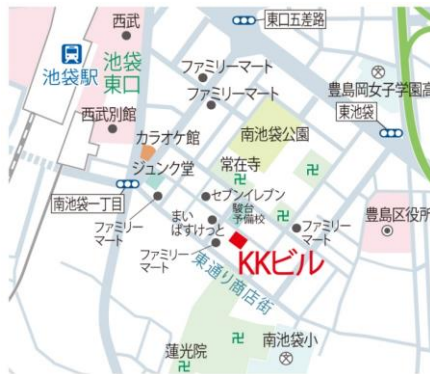 西武
東口五差路
池袋駅
池袋
東口
ファミリーマート
ファミリーマート
豊島岡女子学園高
東池袋
西武別館
カラオケ館
南池袋公園
ジュンク堂
常在寺
南池袋一丁目
セブンイレブン
ファミリー
マート
まい
ばすけっと
駿台
予備校
ファミリー
マート
豊島区役所
ファミリー
マート
KKビル
東通り商店街
蓮光院
南池袋小